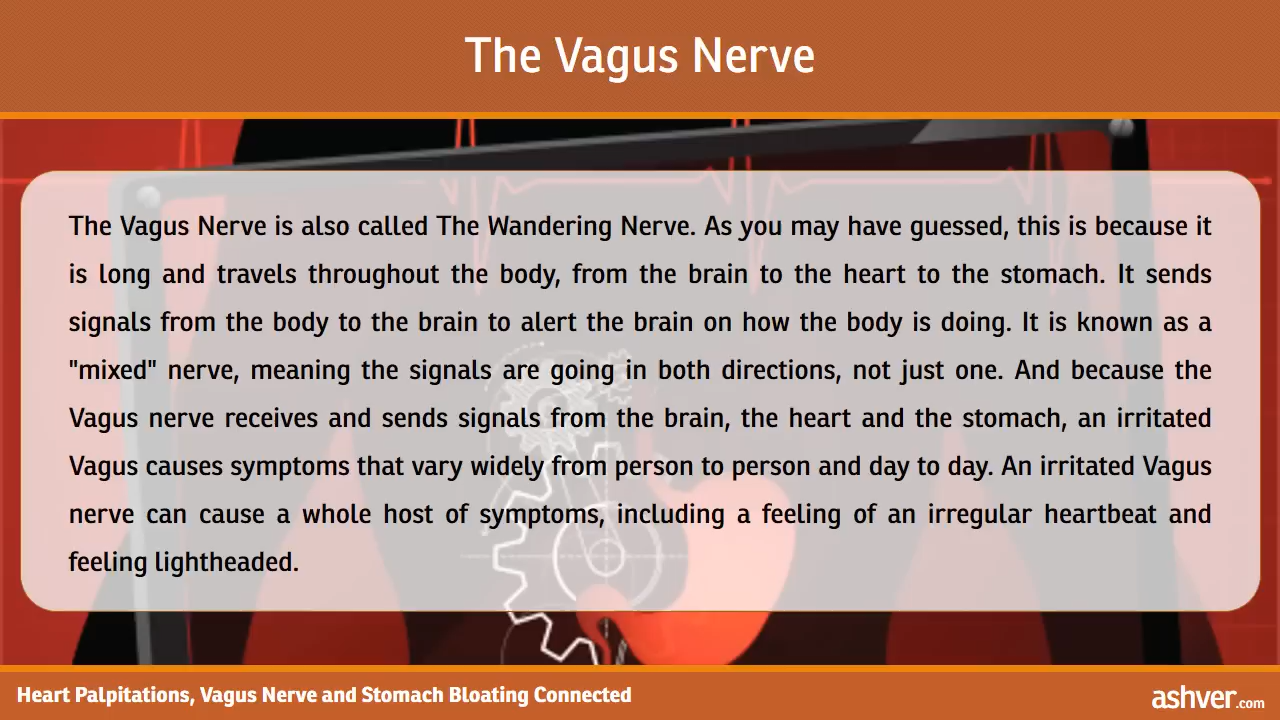 The Vagus Nerve
The Vagus Nerve is also called The Wandering Nerve. As you may have guessed, this is because it
is long and travels throughout the body, from the brain to the heart to the stomach. It sends
signals from the body to the brain to alert the brain on how the body is doing. It is known as a
"mixed" nerve, meaning the signals are going in both directions, not just one. And because the
Vagus nerve receives and sends signals from the brain, the heart and the stomach, an irritated
Vagus causes symptoms that vary widely from person to person and day to day. An irritated Vagus
nerve can cause a whole host of symptoms, including a feeling of an irregular heartbeat and
feeling lightheaded.
Heart Palpitations, Vagus Nerve and Stomach Bloating Connected
ashver.com